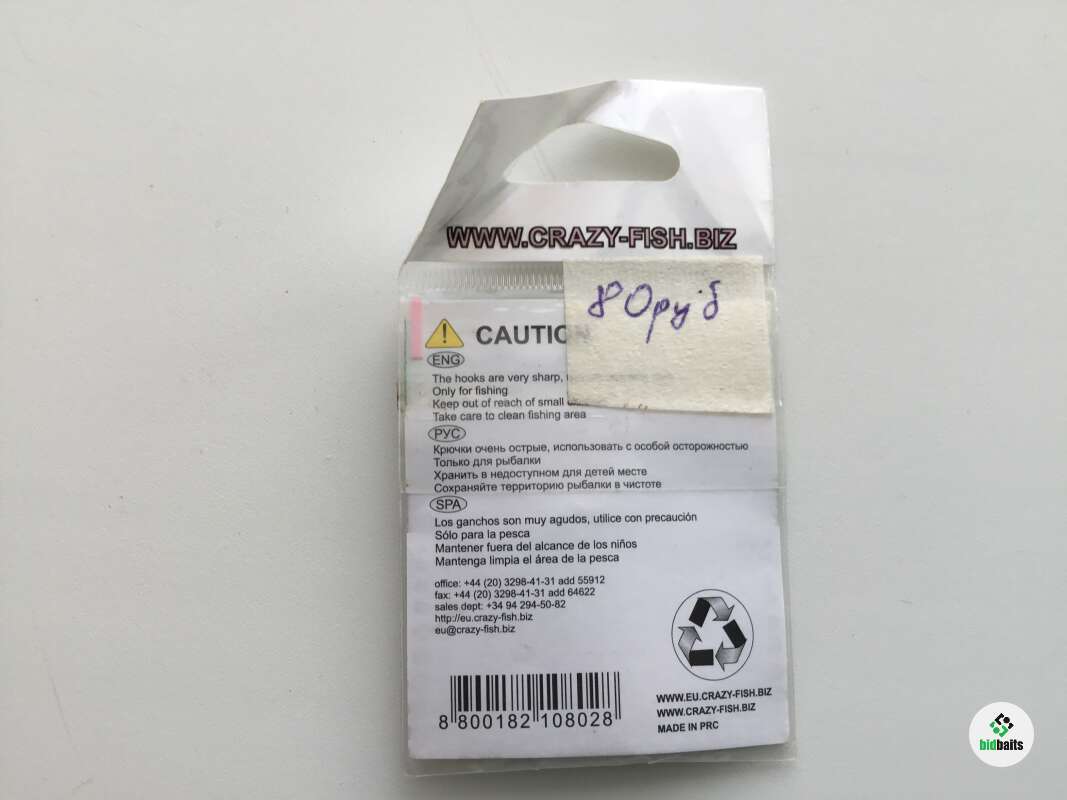 WWW.CRAZY-FISH.BIZ
80руб
CAUTION
ENG
The hooks are very sharp,
Only for fishing
Keep out of reach of small
Take care to clean fishing area
РУС
Крючки очень острые, использовать с особой осторожностью
Только для рыбалки
Хранить в недоступном для детей месте
Сохраняйте территорию рыбалки в чистоте
SPA
Los ganchos son muy agudos, utilice con precaución
Sólo para la pesca
Mantener fuera del alcance de los niños
Mantenga limpia el área de la pesca
office: +44 (20) 3298-41-31 add 55912
fax: +44 (20) 3298-41-31 add 64622
sales dept: +34 94 294-50-82
http://eu.crazy-fish.biz
eu@crazy-fish.biz
8 800182 108028
WWW.EU.CRAZY-FISH.BIZ
WWW.CRAZY-FISH.BIZ
MADE IN PRC
bidbaits